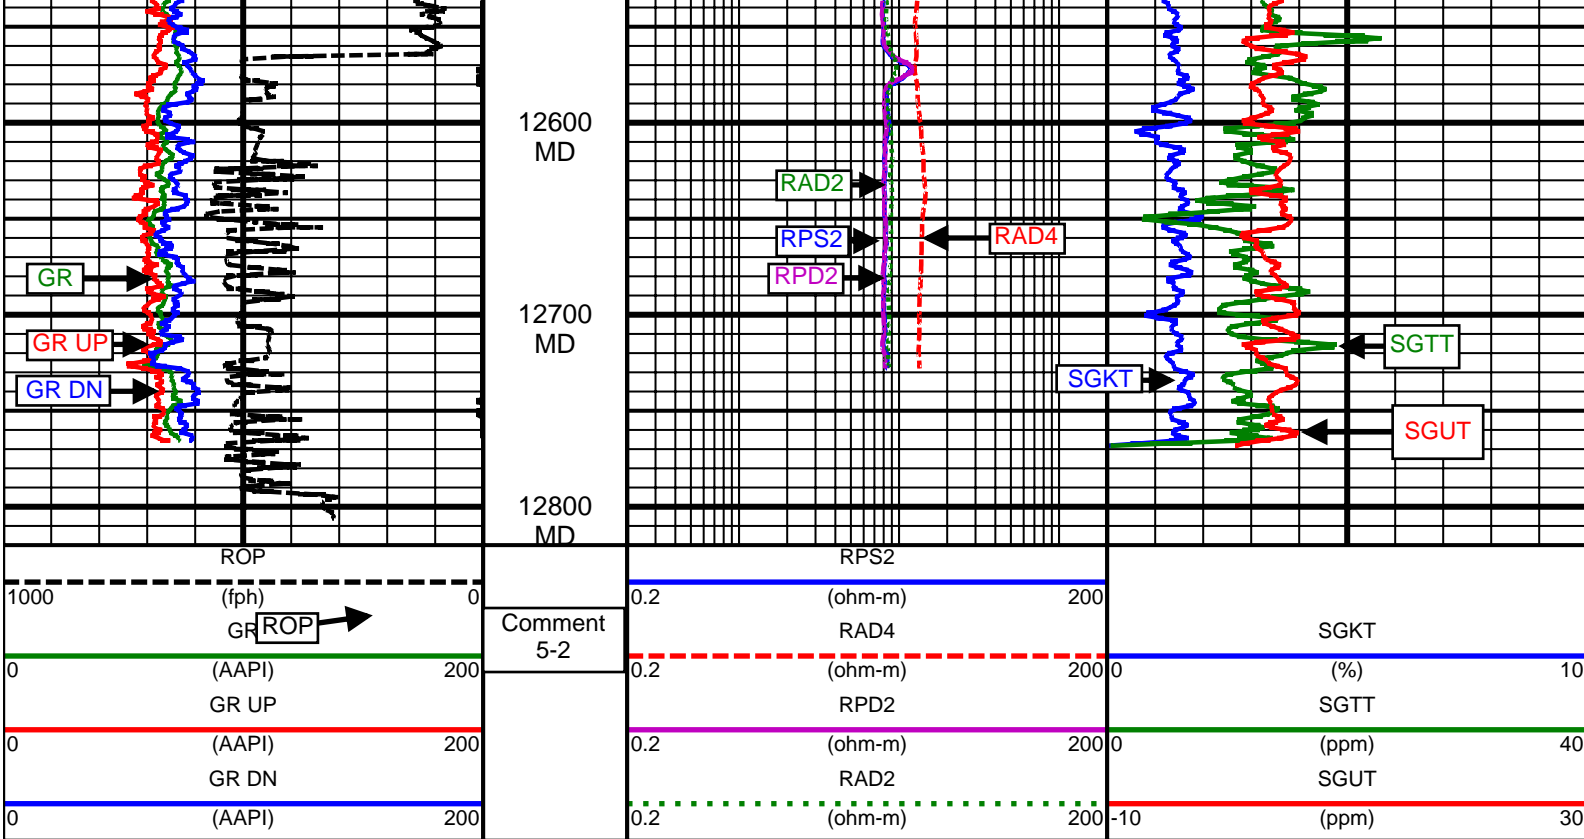 12600
MD
RAD2
RPS2
RAD4
RPD2
GR
12700
MD
GR UP
SGTT
SGKT
GR DN
SGUT
12800
MD
ROP
1000 (fph) 0
GR
ROP
0 (AAPI) 200
GR UP
0 (AAPI) 200
GR DN
0 (AAPI) 200
Comment
5-2
RPS2
0.2 (ohm-m) 200
RAD4
0.2 (ohm-m) 200
RPD2
0.2 (ohm-m) 200
RAD2
0.2 (ohm-m) 200
SGKT
0 (%) 10
SGTT
0 (ppm) 40
SGUT
-10 (ppm) 30